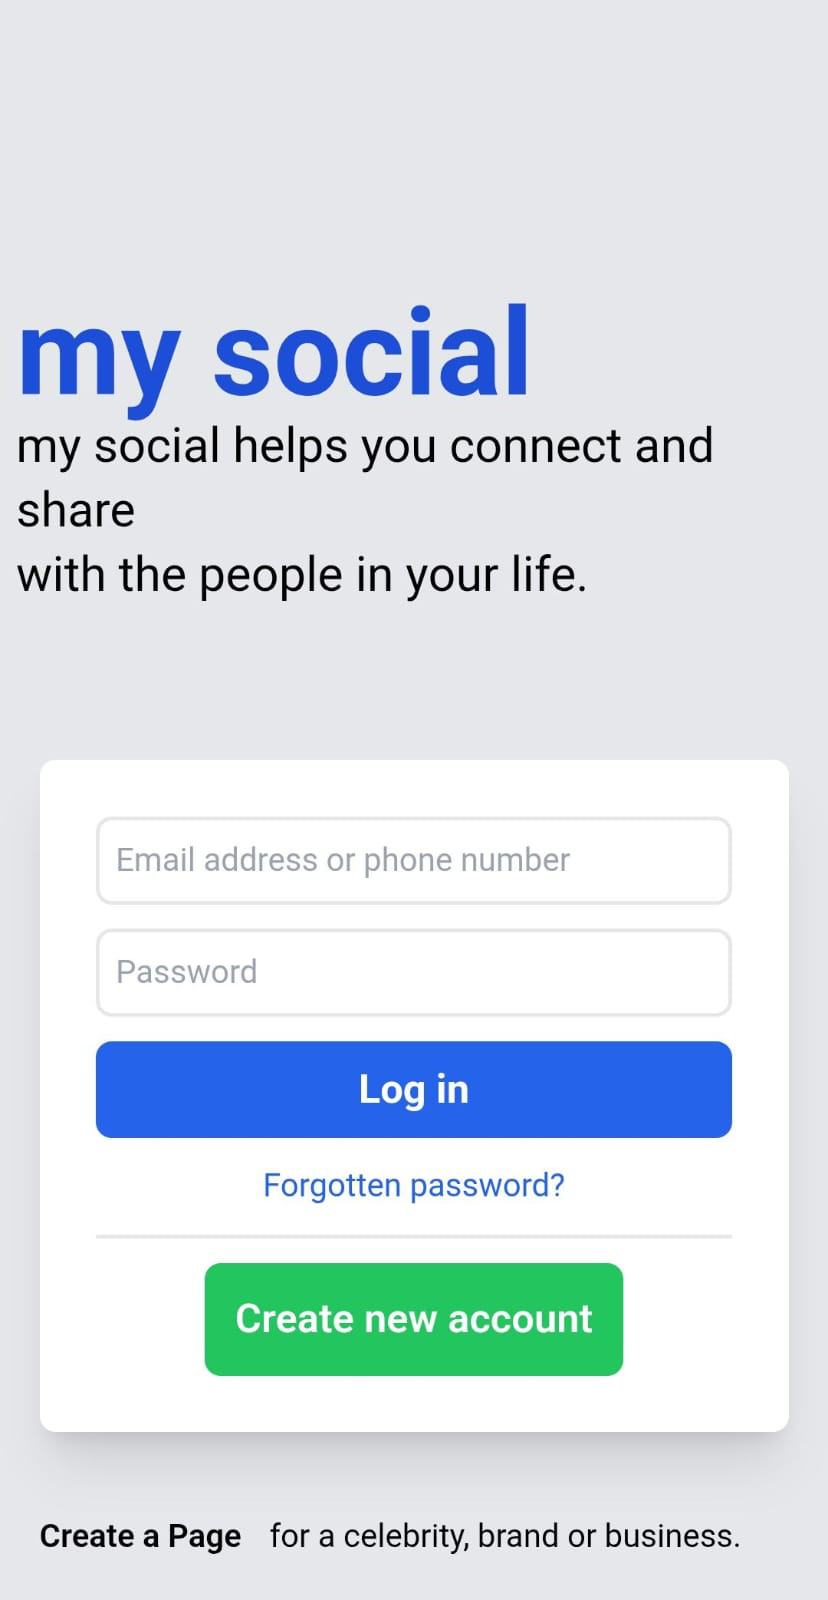 my social
my social helps you connect and
share
with the people in your life.
Email address or phone number
Password
Log in
Forgotten password?
Create new account
Create a Page for a celebrity, brand or business.